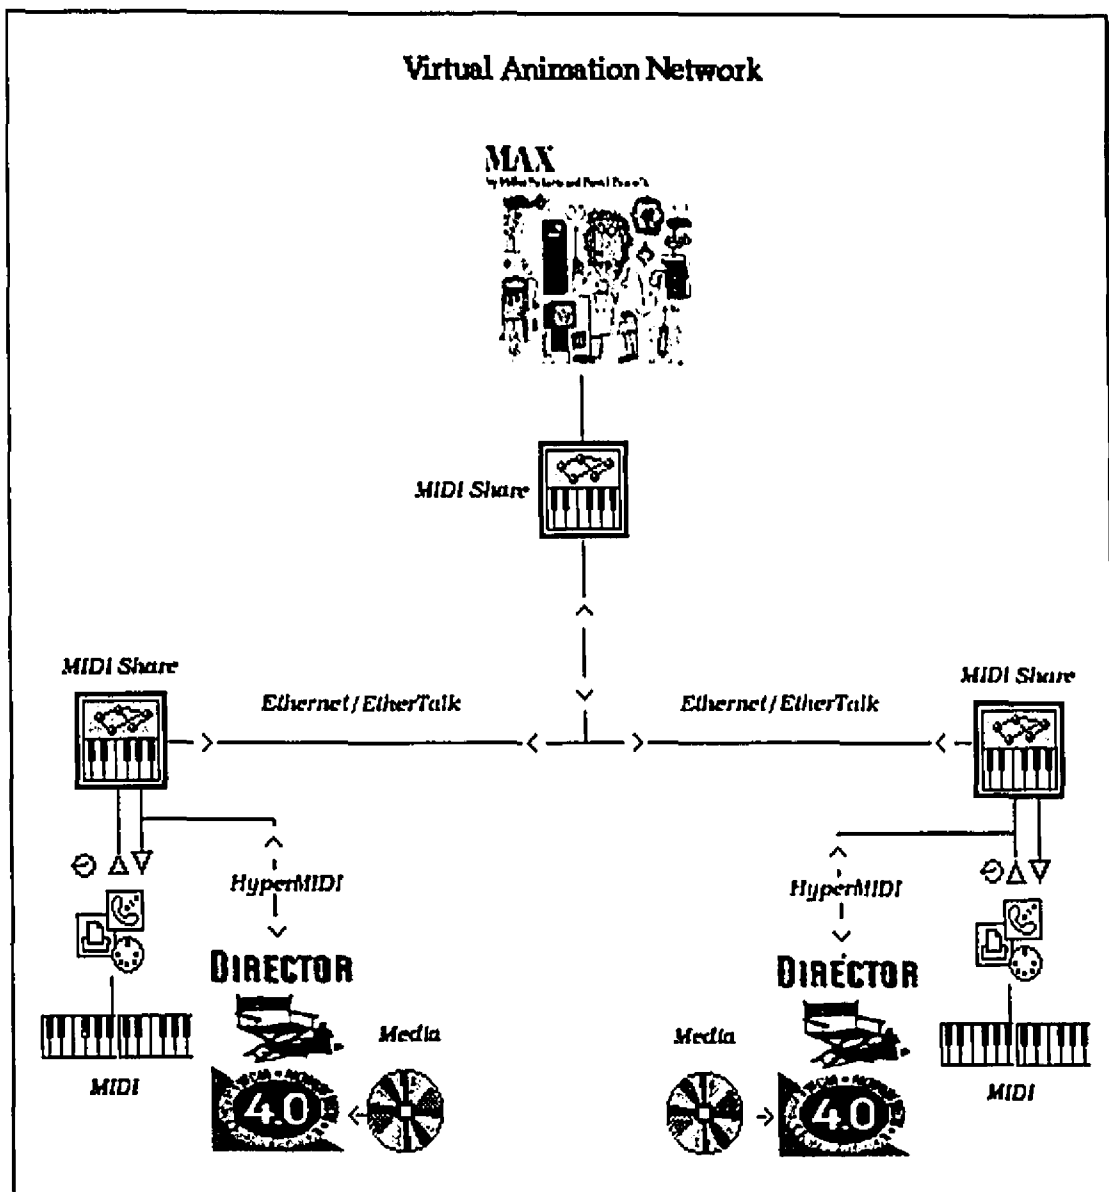 Virtual Animation Network
MAX
MIDI Share
MIDI Share
MIDI Share
Ethernet/EtherTalk
Ethernet/EtherTalk
HyperMIDI
HyperMIDI
DIRECTOR
DIRECTOR
Media
Media
MIDI
MIDI
4.0
4.0